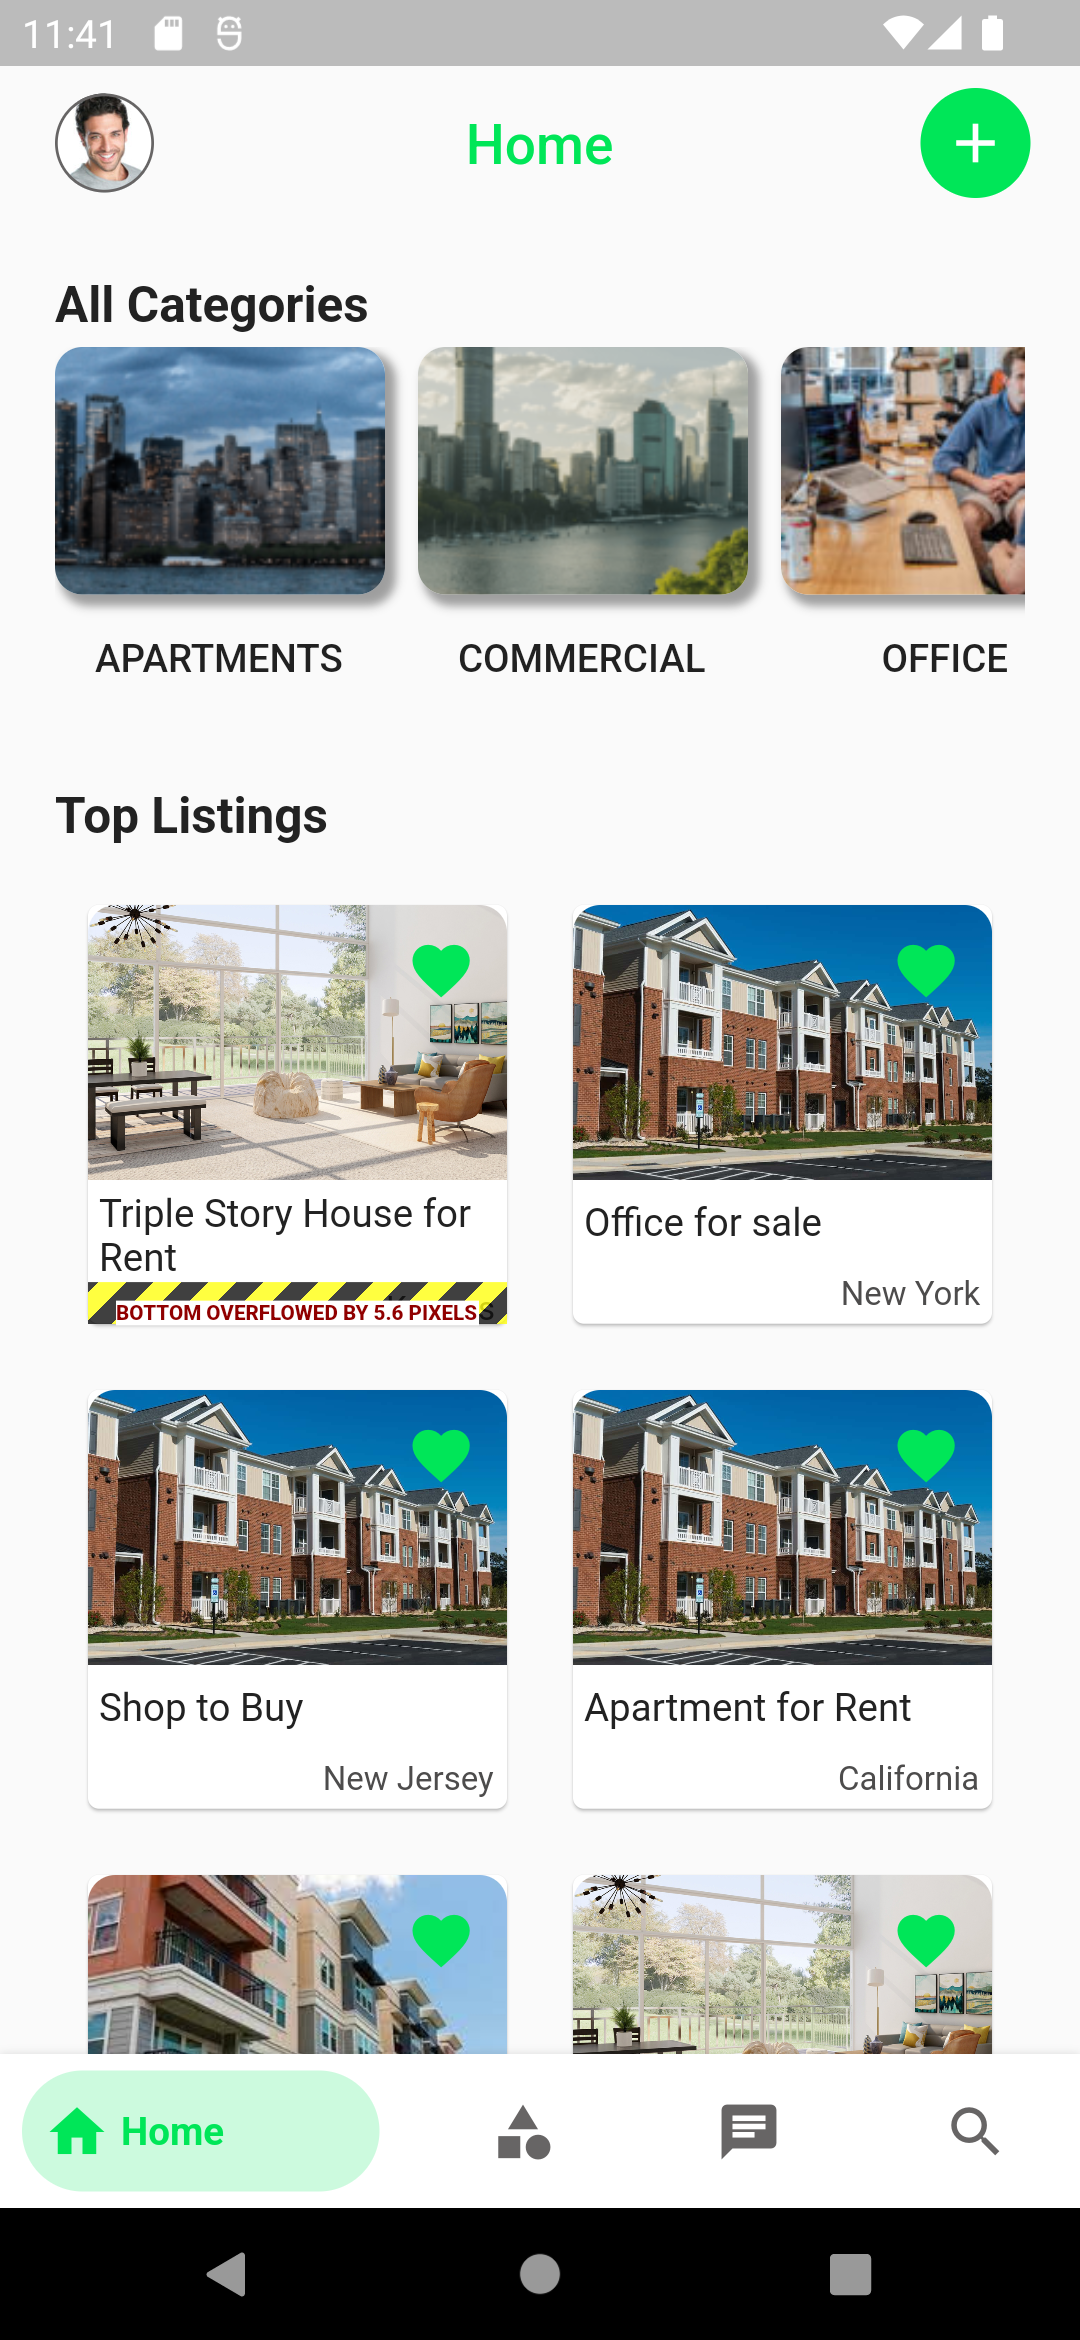 11:41
Home
All Categories
APARTMENTS
COMMERCIAL
OFFICE
Top Listings
Triple Story House for
Rent
BOTTOM OVERFLOWED BY 5.6 PIXELS
Office for sale
New York
Shop to Buy
New Jersey
Apartment for Rent
California
Home